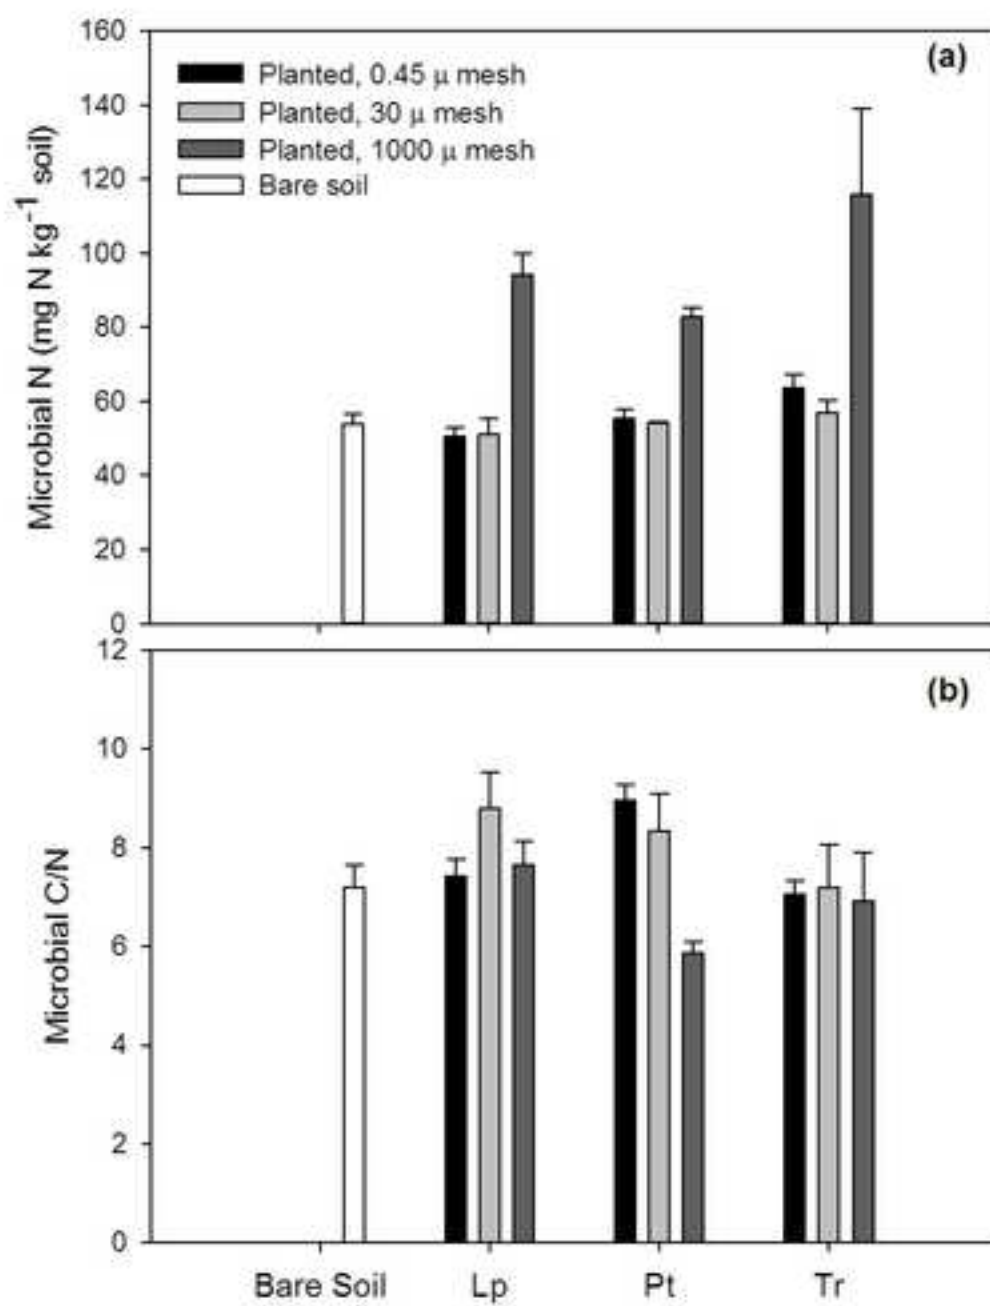 160
140
120
100
80
60
40
20
0
Microbial N (mg N kg⁻¹ soil)
(a)
Planted, 0.45 μ mesh
Planted, 30 μ mesh
Planted, 1000 μ mesh
Bare soil
12
10
8
6
4
2
0
Microbial C/N
(b)
Bare Soil Lp Pt Tr